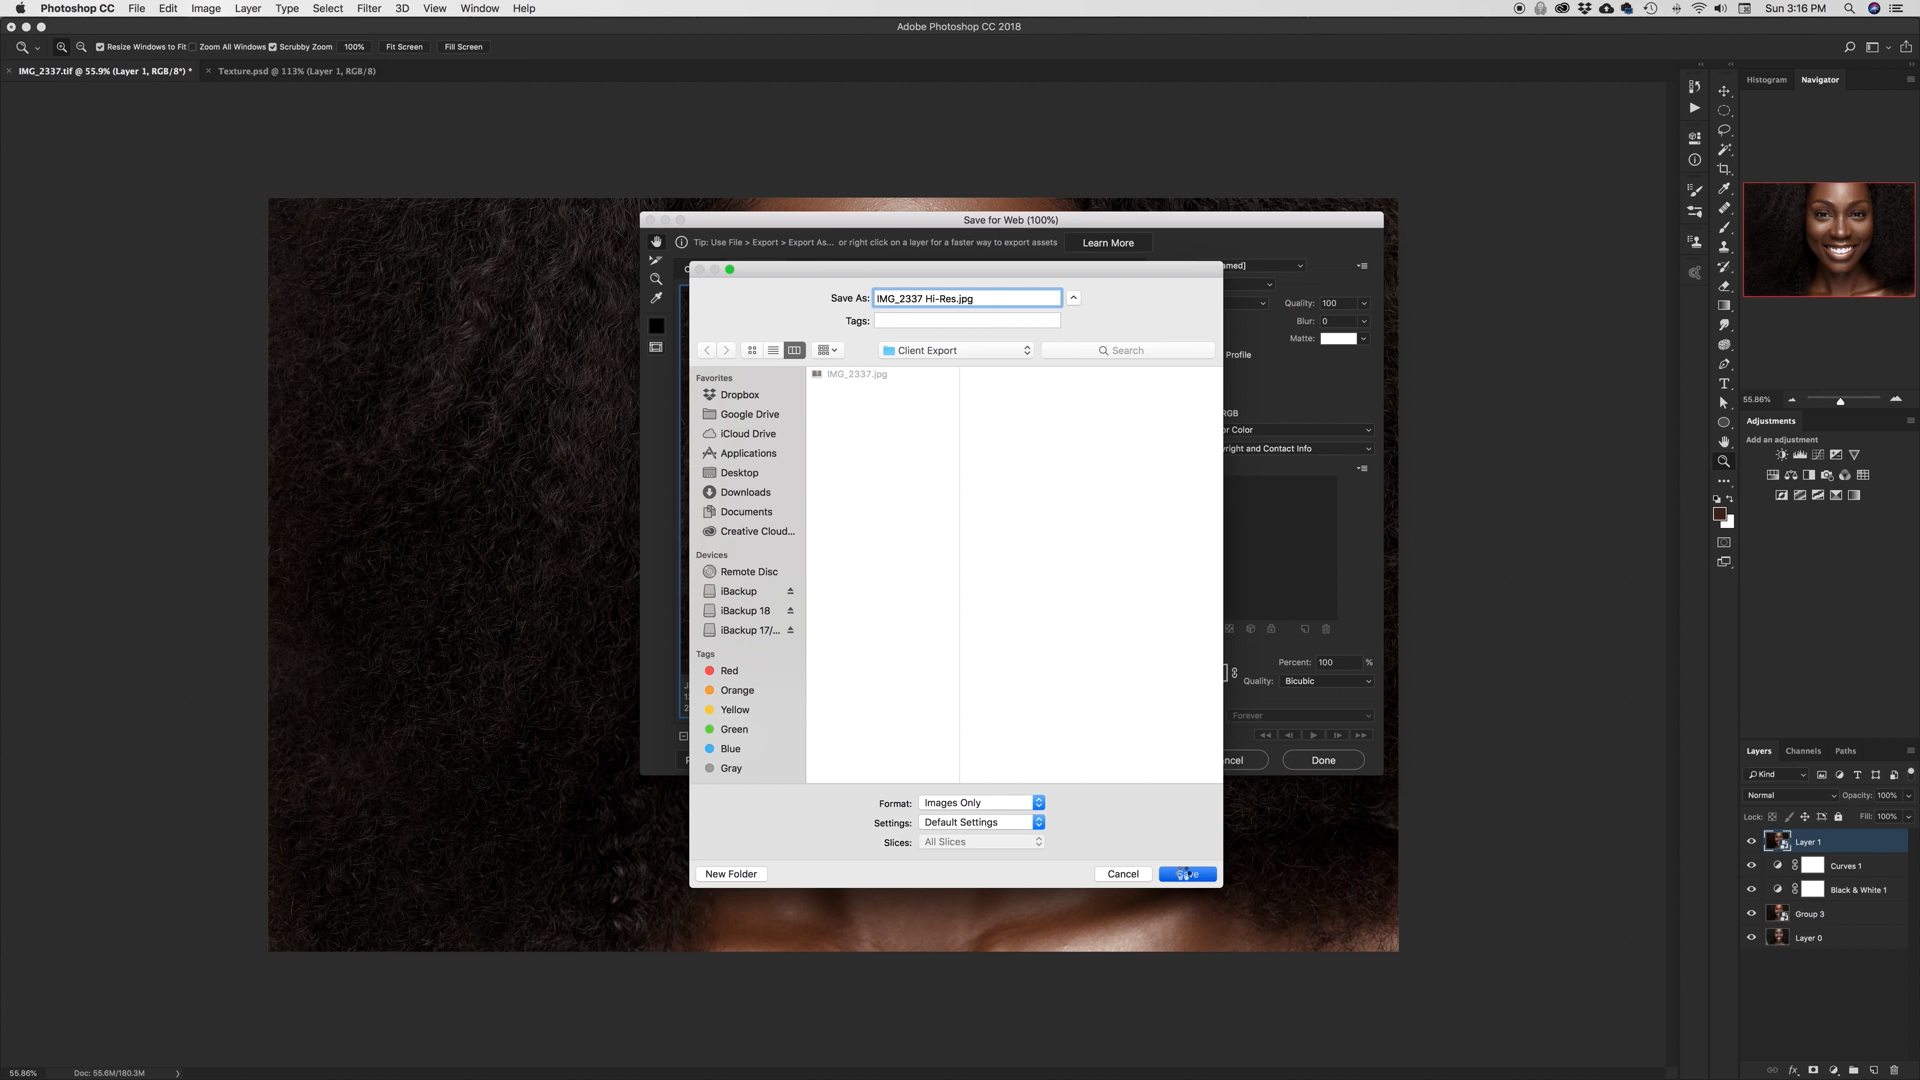 Photoshop CC File Edit Image Layer Type Select Filter 3D View Window Help Sun 3:16 PM
Adobe Photoshop CC 2018
Resize Windows to Fit Zoom All Windows Scrubby Zoom 100% Fit Screen Fill Screen
IMG_2337.tif @ 55.9% (Layer 1, RGB/8*) * Texture.psd @ 113% (Layer 1, RGB/8)
Histogram Navigator
Save for Web (100%)
Tip: Use File > Export > Export As... or right click on a layer for a faster way to export assets Learn More
amed]
Save As: IMG_2337 Hi-Res.jpg
Quality: 100
Tags:
Blur: 0
Matte:
Client Export Search
Profile
IMG_2337.jpg
Favorites
Dropbox
Google Drive
iCloud Drive
Applications
Desktop
Downloads
Documents
Creative Cloud...
Devices
Remote Disc
iBackup
iBackup 18
iBackup 17/...
Tags
Red
Orange
Yellow
Green
Blue
Gray
RGB
or Color
yright and Contact Info
Percent: 100 %
Quality: Bicubic
Forever
ncel Done
Format: Images Only
Settings: Default Settings
Slices: All Slices
New Folder Cancel Save
55.86%
Adjustments
Add an adjustment
Layers Channels Paths
Kind
Normal Opacity: 100%
Lock: Fill: 100%
Layer 1
Curves 1
Black & White 1
Group 3
Layer 0
55.86% Doc: 55.6M/180.3M